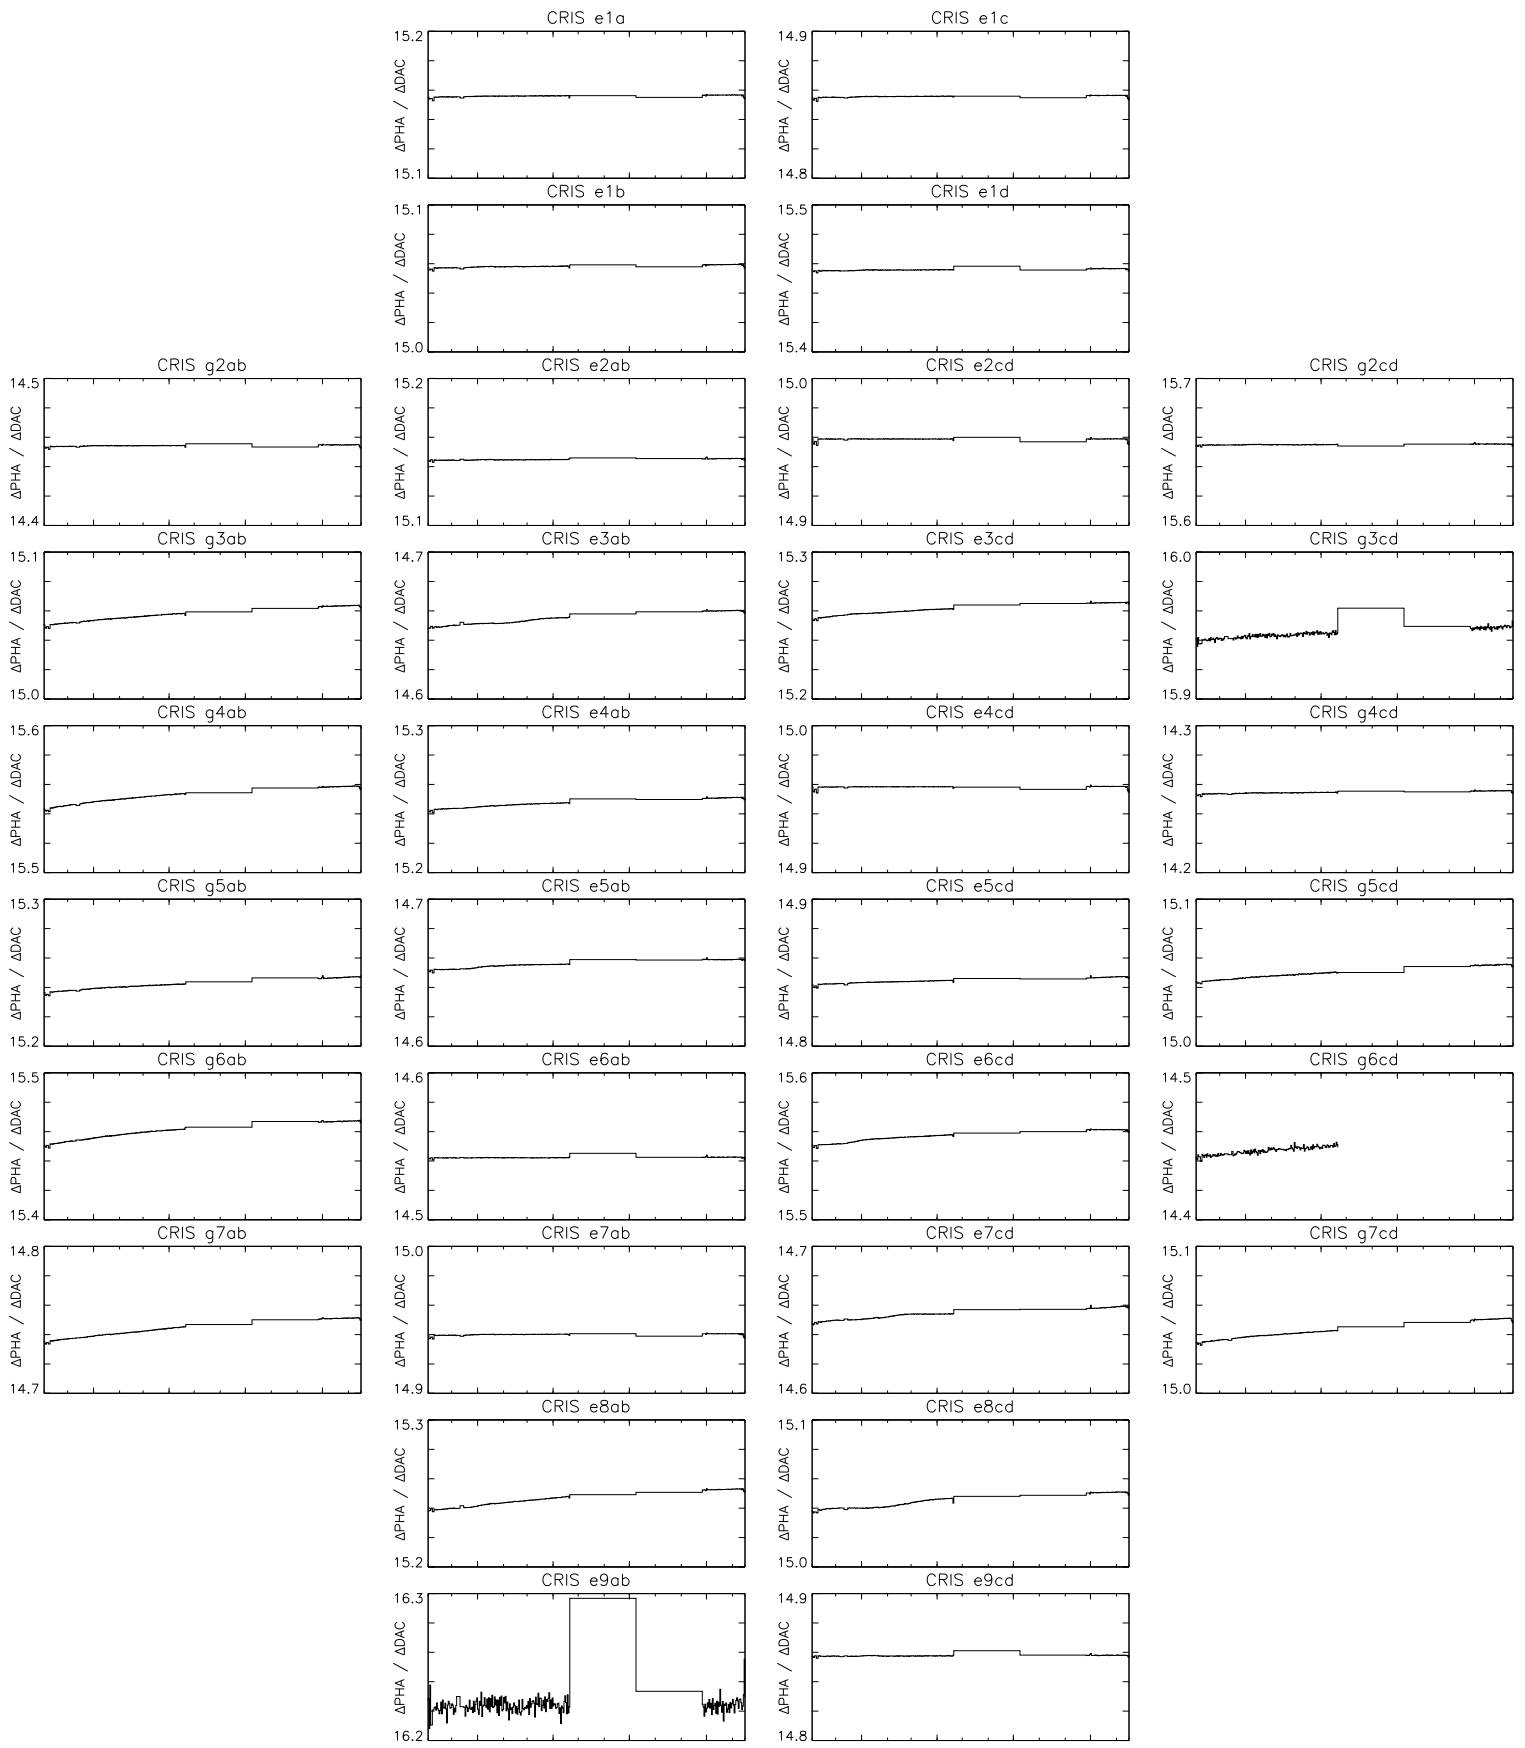 CRIS e1a
CRIS e1c
15.2
ΔPHA / ΔDAC
15.1
14.9
ΔPHA / ΔDAC
14.8
CRIS e1b
CRIS e1d
15.1
ΔPHA / ΔDAC
15.0
15.5
ΔPHA / ΔDAC
15.4
CRIS g2ab
CRIS e2ab
CRIS e2cd
CRIS g2cd
14.5
ΔPHA / ΔDAC
14.4
15.2
ΔPHA / ΔDAC
15.1
15.0
ΔPHA / ΔDAC
14.9
15.7
ΔPHA / ΔDAC
15.6
CRIS g3ab
CRIS e3ab
CRIS e3cd
CRIS g3cd
15.1
ΔPHA / ΔDAC
15.0
14.7
ΔPHA / ΔDAC
14.6
15.3
ΔPHA / ΔDAC
15.2
16.0
ΔPHA / ΔDAC
15.9
CRIS g4ab
CRIS e4ab
CRIS e4cd
CRIS g4cd
15.6
ΔPHA / ΔDAC
15.5
15.3
ΔPHA / ΔDAC
15.2
15.0
ΔPHA / ΔDAC
14.9
14.3
ΔPHA / ΔDAC
14.2
CRIS g5ab
CRIS e5ab
CRIS e5cd
CRIS g5cd
15.3
ΔPHA / ΔDAC
15.2
14.7
ΔPHA / ΔDAC
14.6
14.9
ΔPHA / ΔDAC
14.8
15.1
ΔPHA / ΔDAC
15.0
CRIS g6ab
CRIS e6ab
CRIS e6cd
CRIS g6cd
15.5
ΔPHA / ΔDAC
15.4
14.6
ΔPHA / ΔDAC
14.5
15.6
ΔPHA / ΔDAC
15.5
14.5
ΔPHA / ΔDAC
14.4
CRIS g7ab
CRIS e7ab
CRIS e7cd
CRIS g7cd
14.8
ΔPHA / ΔDAC
14.7
15.0
ΔPHA / ΔDAC
14.9
14.7
ΔPHA / ΔDAC
14.6
15.1
ΔPHA / ΔDAC
15.0
CRIS e8ab
CRIS e8cd
15.3
ΔPHA / ΔDAC
15.2
15.1
ΔPHA / ΔDAC
15.0
CRIS e9ab
CRIS e9cd
16.3
ΔPHA / ΔDAC
16.2
14.9
ΔPHA / ΔDAC
14.8